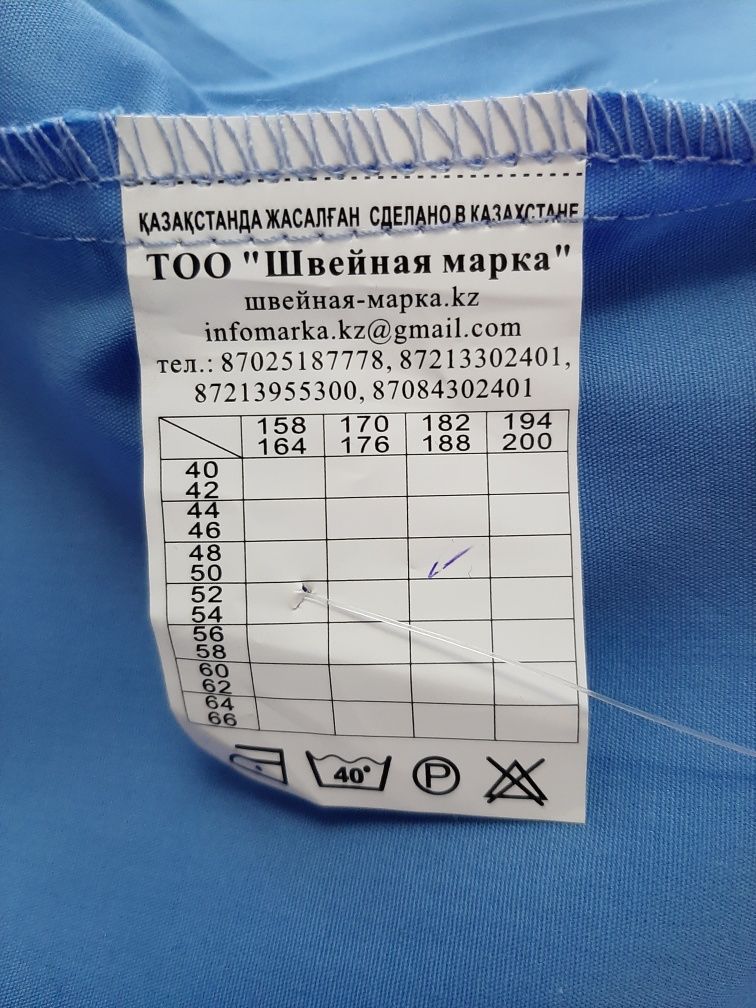 ҚАЗАҚСТАНДА ЖАСАЛҒАН СДЕЛАНО В КАЗАХСТАНЕ
ТОО "Швейная марка"
швейная-марка.kz
infomarka.kz@gmail.com
тел.: 87025187778, 87213302401,
87213955300, 87084302401
158 170 182 194
164 176 188 200
40
42
44
46
48
50
52
54
56
58
60
62
64
66
40° P